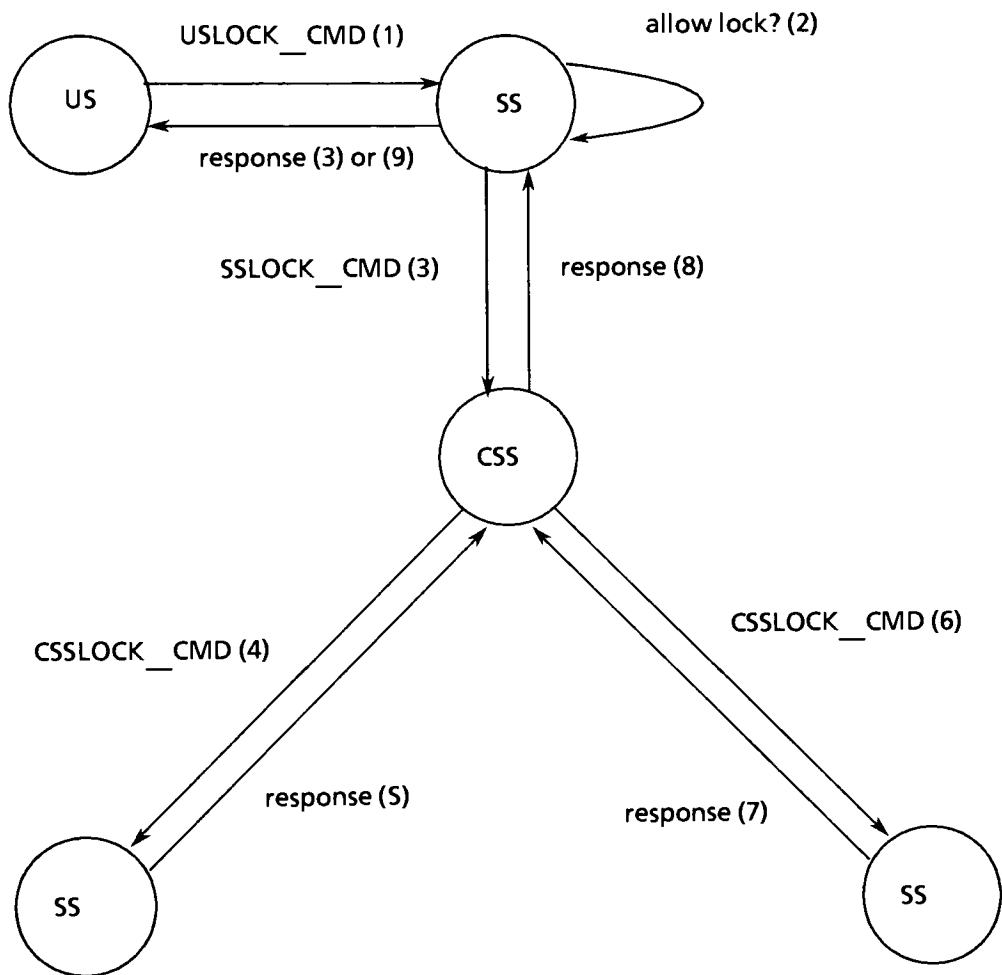 USLOCK__CMD (1)
allow lock? (2)
US
SS
response (3) or (9)
SSLOCK__CMD (3)
response (8)
CSS
CSSLOCK__CMD (4)
CSSLOCK__CMD (6)
response (S)
response (7)
SS
SS